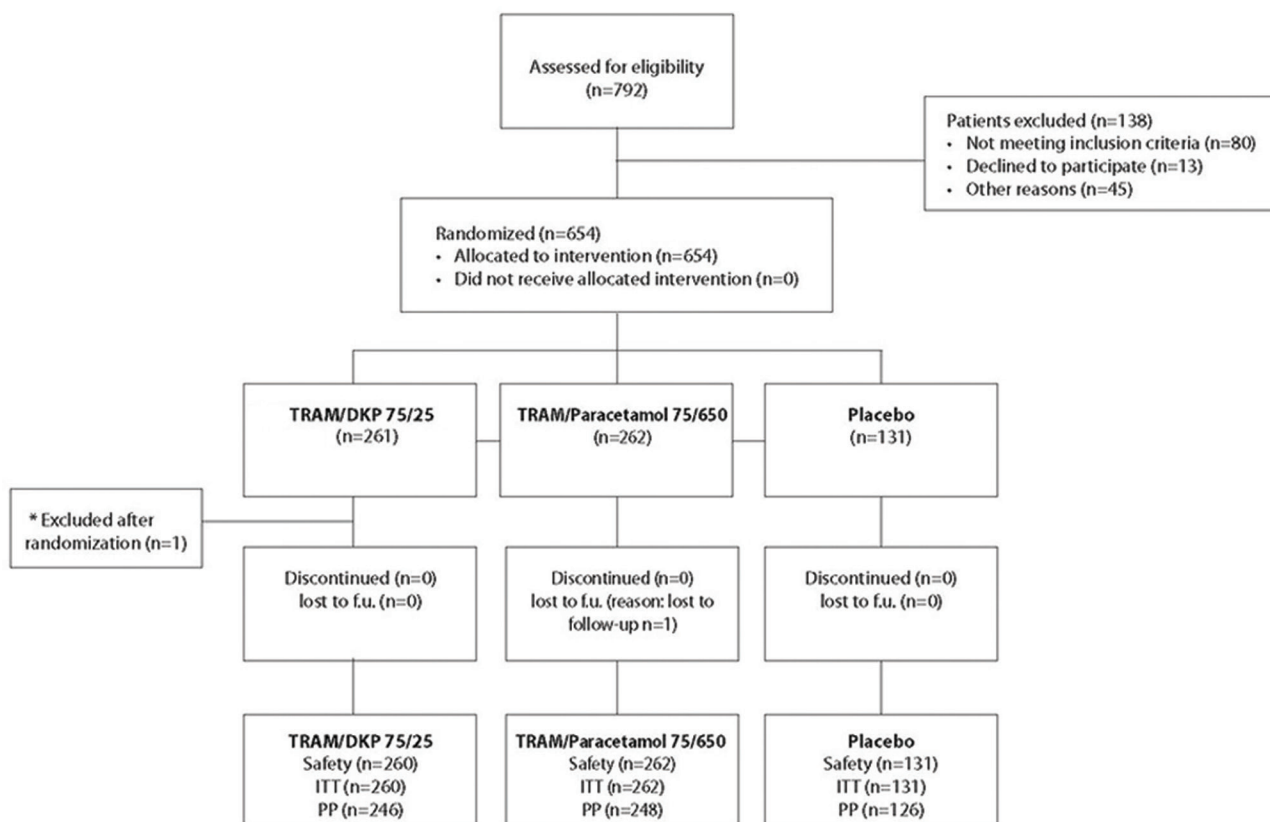 Assessed for eligibility
(n=792)
Patients excluded (n=138)
• Not meeting inclusion criteria (n=80)
• Declined to participate (n=13)
• Other reasons (n=45)
Randomized (n=654)
• Allocated to intervention (n=654)
• Did not receive allocated intervention (n=0)
TRAM/DKP 75/25
(n=261)
TRAM/Paracetamol 75/650
(n=262)
Placebo
(n=131)
* Excluded after
randomization (n=1)
Discontinued (n=0)
lost to f.u. (n=0)
Discontinued (n=0)
lost to f.u. (reason: lost to
follow-up n=1)
Discontinued (n=0)
lost to f.u. (n=0)
TRAM/DKP 75/25
Safety (n=260)
ITT (n=260)
PP (n=246)
TRAM/Paracetamol 75/650
Safety (n=262)
ITT (n=262)
PP (n=248)
Placebo
Safety (n=131)
ITT (n=131)
PP (n=126)